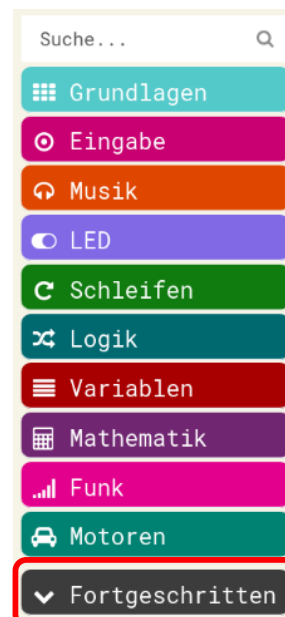 Suche...
Grundlagen
Eingabe
Musik
LED
Schleifen
Logik
Variablen
Mathematik
Funk
Motoren
Fortgeschritten